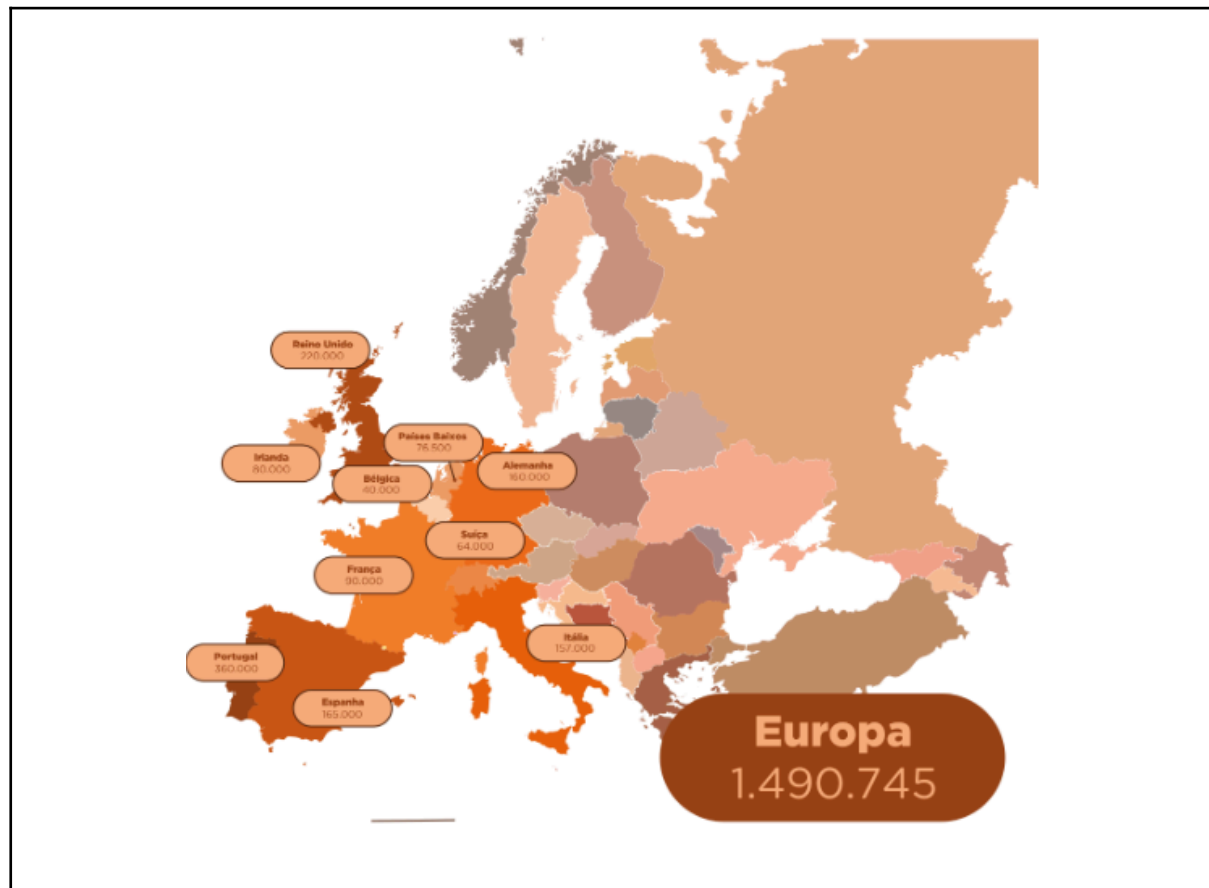 Reino Unido
220.000
Países Baixos
76.500
Irlanda
80.000
Bélgica
40.000
Alemanha
160.000
Suíça
64.000
França
90.000
Itália
157.000
Portugal
360.000
Espanha
165.000
Europa
1.490.745